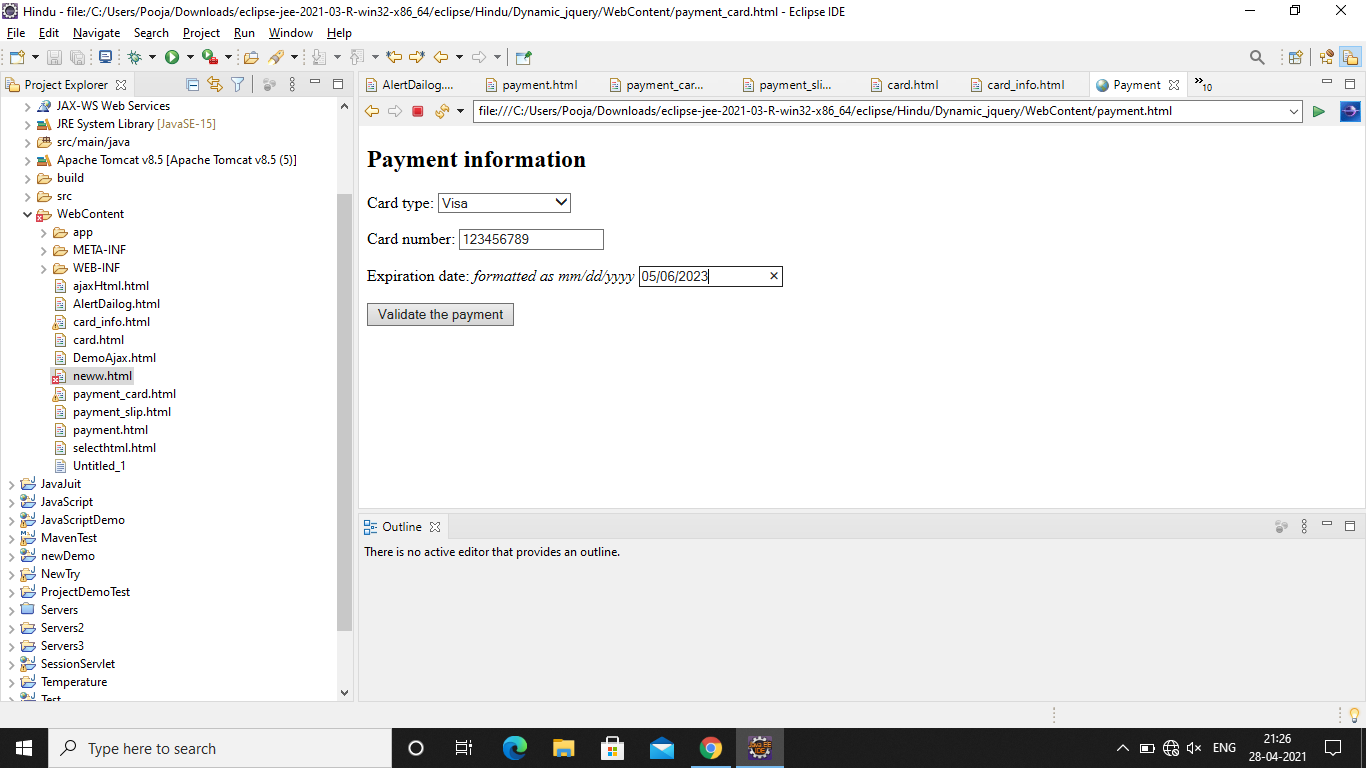 Hindu - file:/C:/Users/Pooja/Downloads/eclipse-jee-2021-03-R-win32-x86_64/eclipse/Hindu/Dynamic_jquery/WebContent/payment_card.html - Eclipse IDE
File Edit Navigate Search Project Run Window Help
Project Explorer
JAX-WS Web Services
JRE System Library [JavaSE-15]
src/main/java
Apache Tomcat v8.5 [Apache Tomcat v8.5 (5)]
build
src
WebContent
app
META-INF
WEB-INF
ajaxHtml.html
AlertDailog.html
card_info.html
card.html
DemoAjax.html
neww.html
payment_card.html
payment_slip.html
payment.html
selecthtml.html
Untitled_1
JavaJuit
JavaScript
JavaScriptDemo
MavenTest
newDemo
NewTry
ProjectDemoTest
Servers
Servers2
Servers3
SessionServlet
Temperature
Test
AlertDailog.... payment.html payment_car... payment_sli... card.html card_info.html Payment »10
file:///C:/Users/Pooja/Downloads/eclipse-jee-2021-03-R-win32-x86_64/eclipse/Hindu/Dynamic_jquery/WebContent/payment.html
Payment information
Card type: Visa
Card number: 123456789
Expiration date: formatted as mm/dd/yyyy 05/06/2023
Validate the payment
Outline
There is no active editor that provides an outline.
Type here to search
Java EE IDE
ENG
21:26
28-04-2021